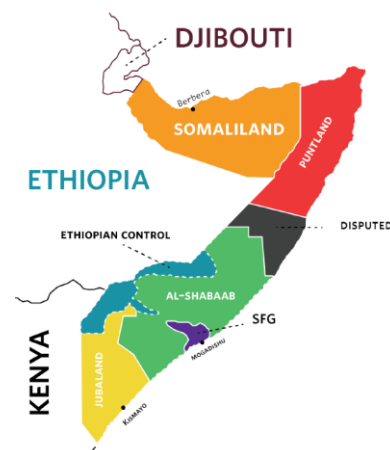 DJIBOUTI
Berbera
SOMALILAND
PUNTLAND
ETHIOPIA
DISPUTED
ETHIOPIAN CONTROL
AL-SHABAAB
SFG
MOGADISHU
KENYA
JUBALAND
KISMAYO